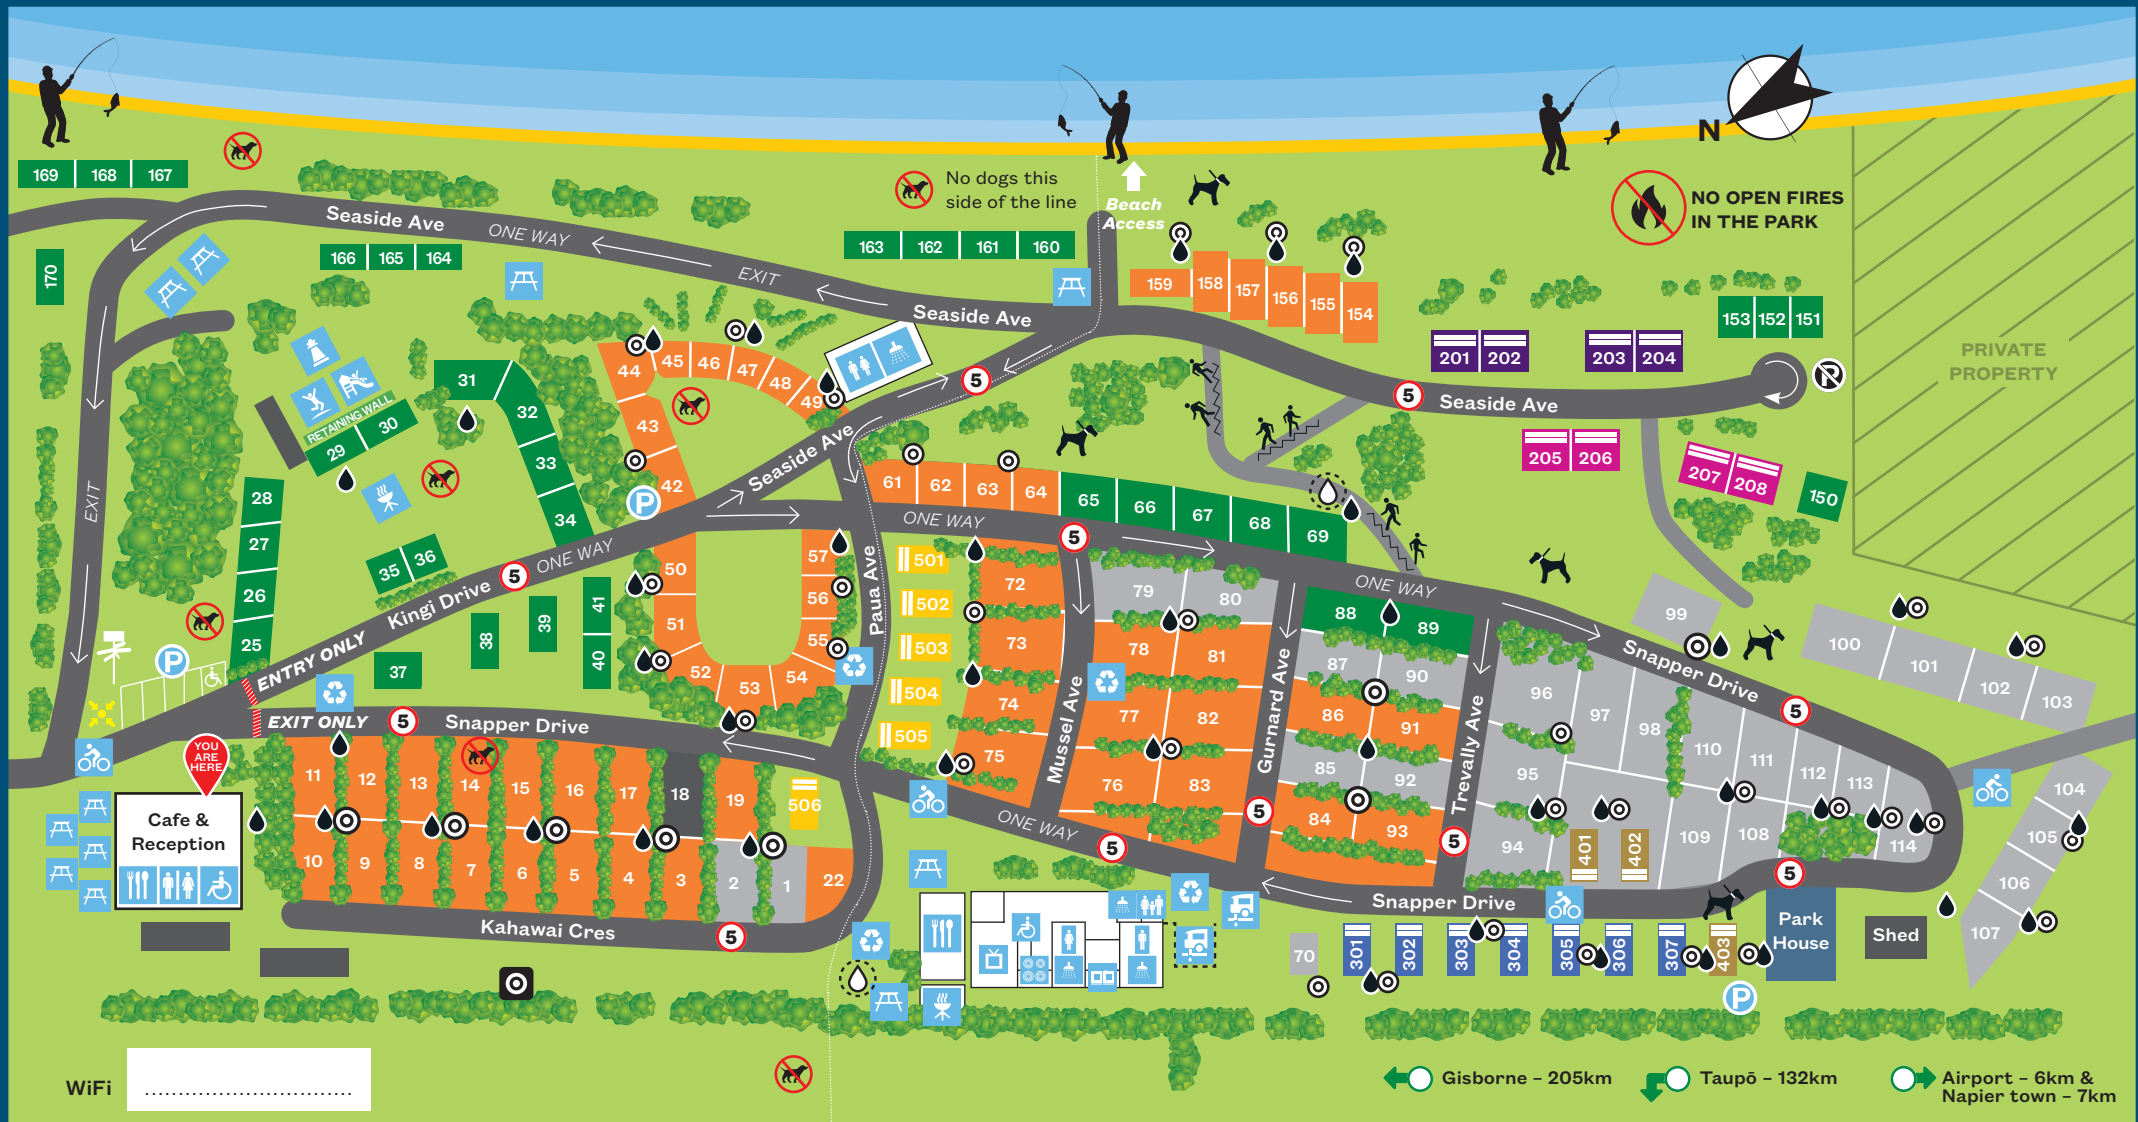 N
NO OPEN FIRES
IN THE PARK
No dogs this
side of the line
Beach
Access
169 168 167
Seaside Ave
ONE WAY
EXIT
Seaside Ave
166 165 164
163 162 161 160
170
159 158 157 156 155 154
201 202
203 204
153 152 151
P
PRIVATE
PROPERTY
5
Seaside Ave
5
205 206
207 208
150
31
32
33
34
RETAINING WALL
29 30
44 45 46 47 48 49
43
42
P
Seaside Ave
EXIT
28
27
26
25
35 36
Kingi Drive
5
ONE WAY
ENTRY ONLY
37
38
39
41
40
50
51
52
53
54
55
56
57
Paua Ave
61 62 63 64 65 66 67 68 69
ONE WAY
5
ONE WAY
501
502
503
504
505
506
72
73
74
75
Mussel Ave
79 80
78 81
77 82
76 83
Gurnard Ave
5
88 89
87 90
86 91
85 92
84 93
Trevally Ave
5
96
97
98
95
94
99
100 101 102 103
Snapper Drive
5
110 111 112 113
109 108
114
104
105
106
107
401
402
P
EXIT ONLY
5
Snapper Drive
YOU
ARE
HERE
Cafe &
Reception
11 12 13 14 15 16 17 18 19
10 9 8 7 6 5 4 3 2 1 22
Kahawai Cres
5
ONE WAY
5
Snapper Drive
5
70
301 302 303 304 305 306 307 403
Park
House
Shed
P
WiFi ..............................
Gisborne – 205km
Taupō – 132km
Airport – 6km &
Napier town – 7km